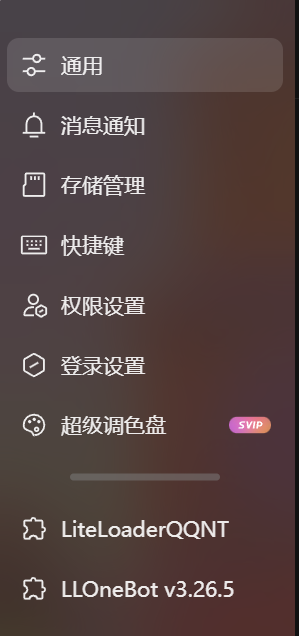 通用
消息通知
存储管理
快捷键
权限设置
登录设置
超级调色盘 SVIP
LiteLoaderQQNT
LLOneBot v3.26.5